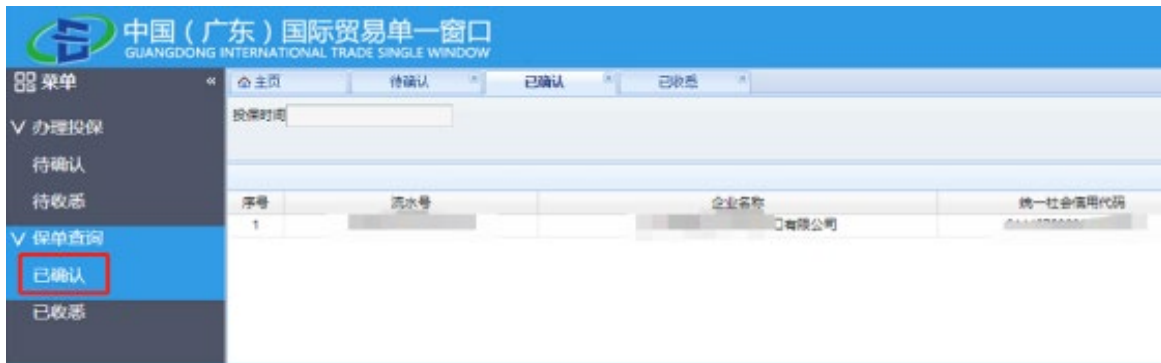 中国（广东）国际贸易单一窗口
GUANGDONG INTERNATIONAL TRADE SINGLE WINDOW
菜单 «
主页 待确认 × 已确认 × 已收悉 ×
投保时间
办理投保
待确认
待收悉
序号 流水号 企业名称 统一社会信用代码
1 口有限公司
保单查询
已确认
已收悉